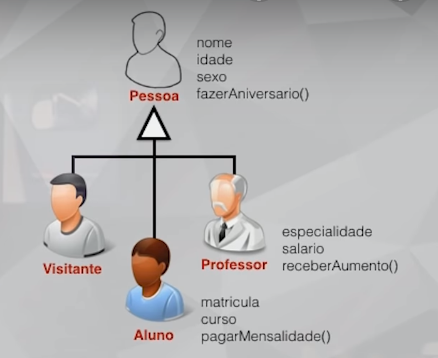 nome
idade
sexo
fazerAniversario()
Pessoa
especialidade
salario
receberAumento()
Visitante
Professor
matricula
curso
pagarMensalidade()
Aluno